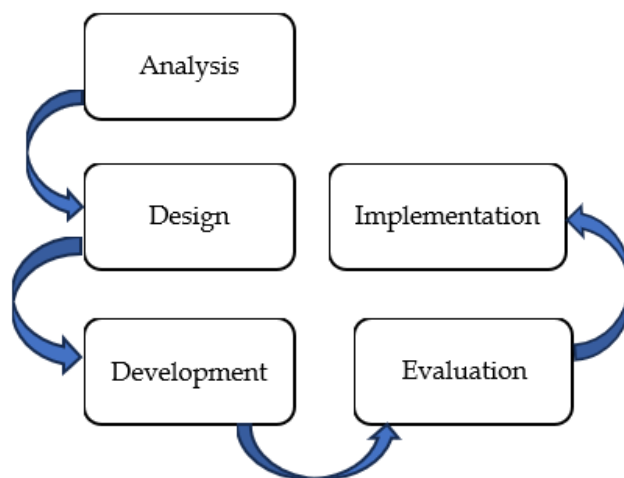 Analysis
Design
Implementation
Development
Evaluation